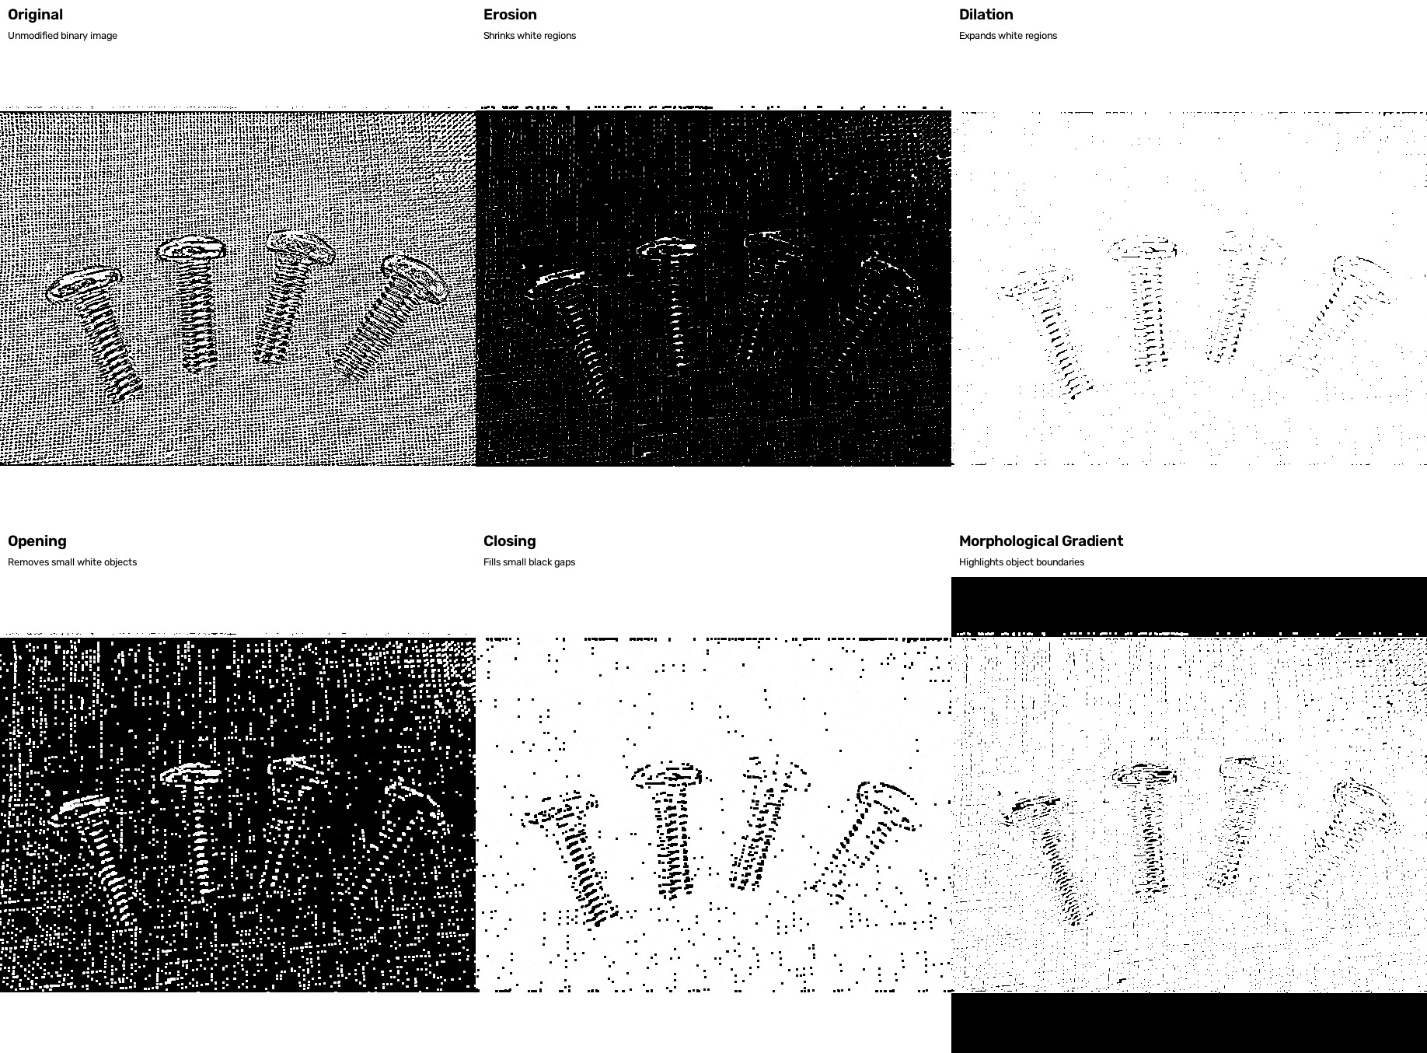 Original
Unmodified binary image
Erosion
Shrinks white regions
Dilation
Expands white regions
Opening
Removes small white objects
Closing
Fills small black gaps
Morphological Gradient
Highlights object boundaries